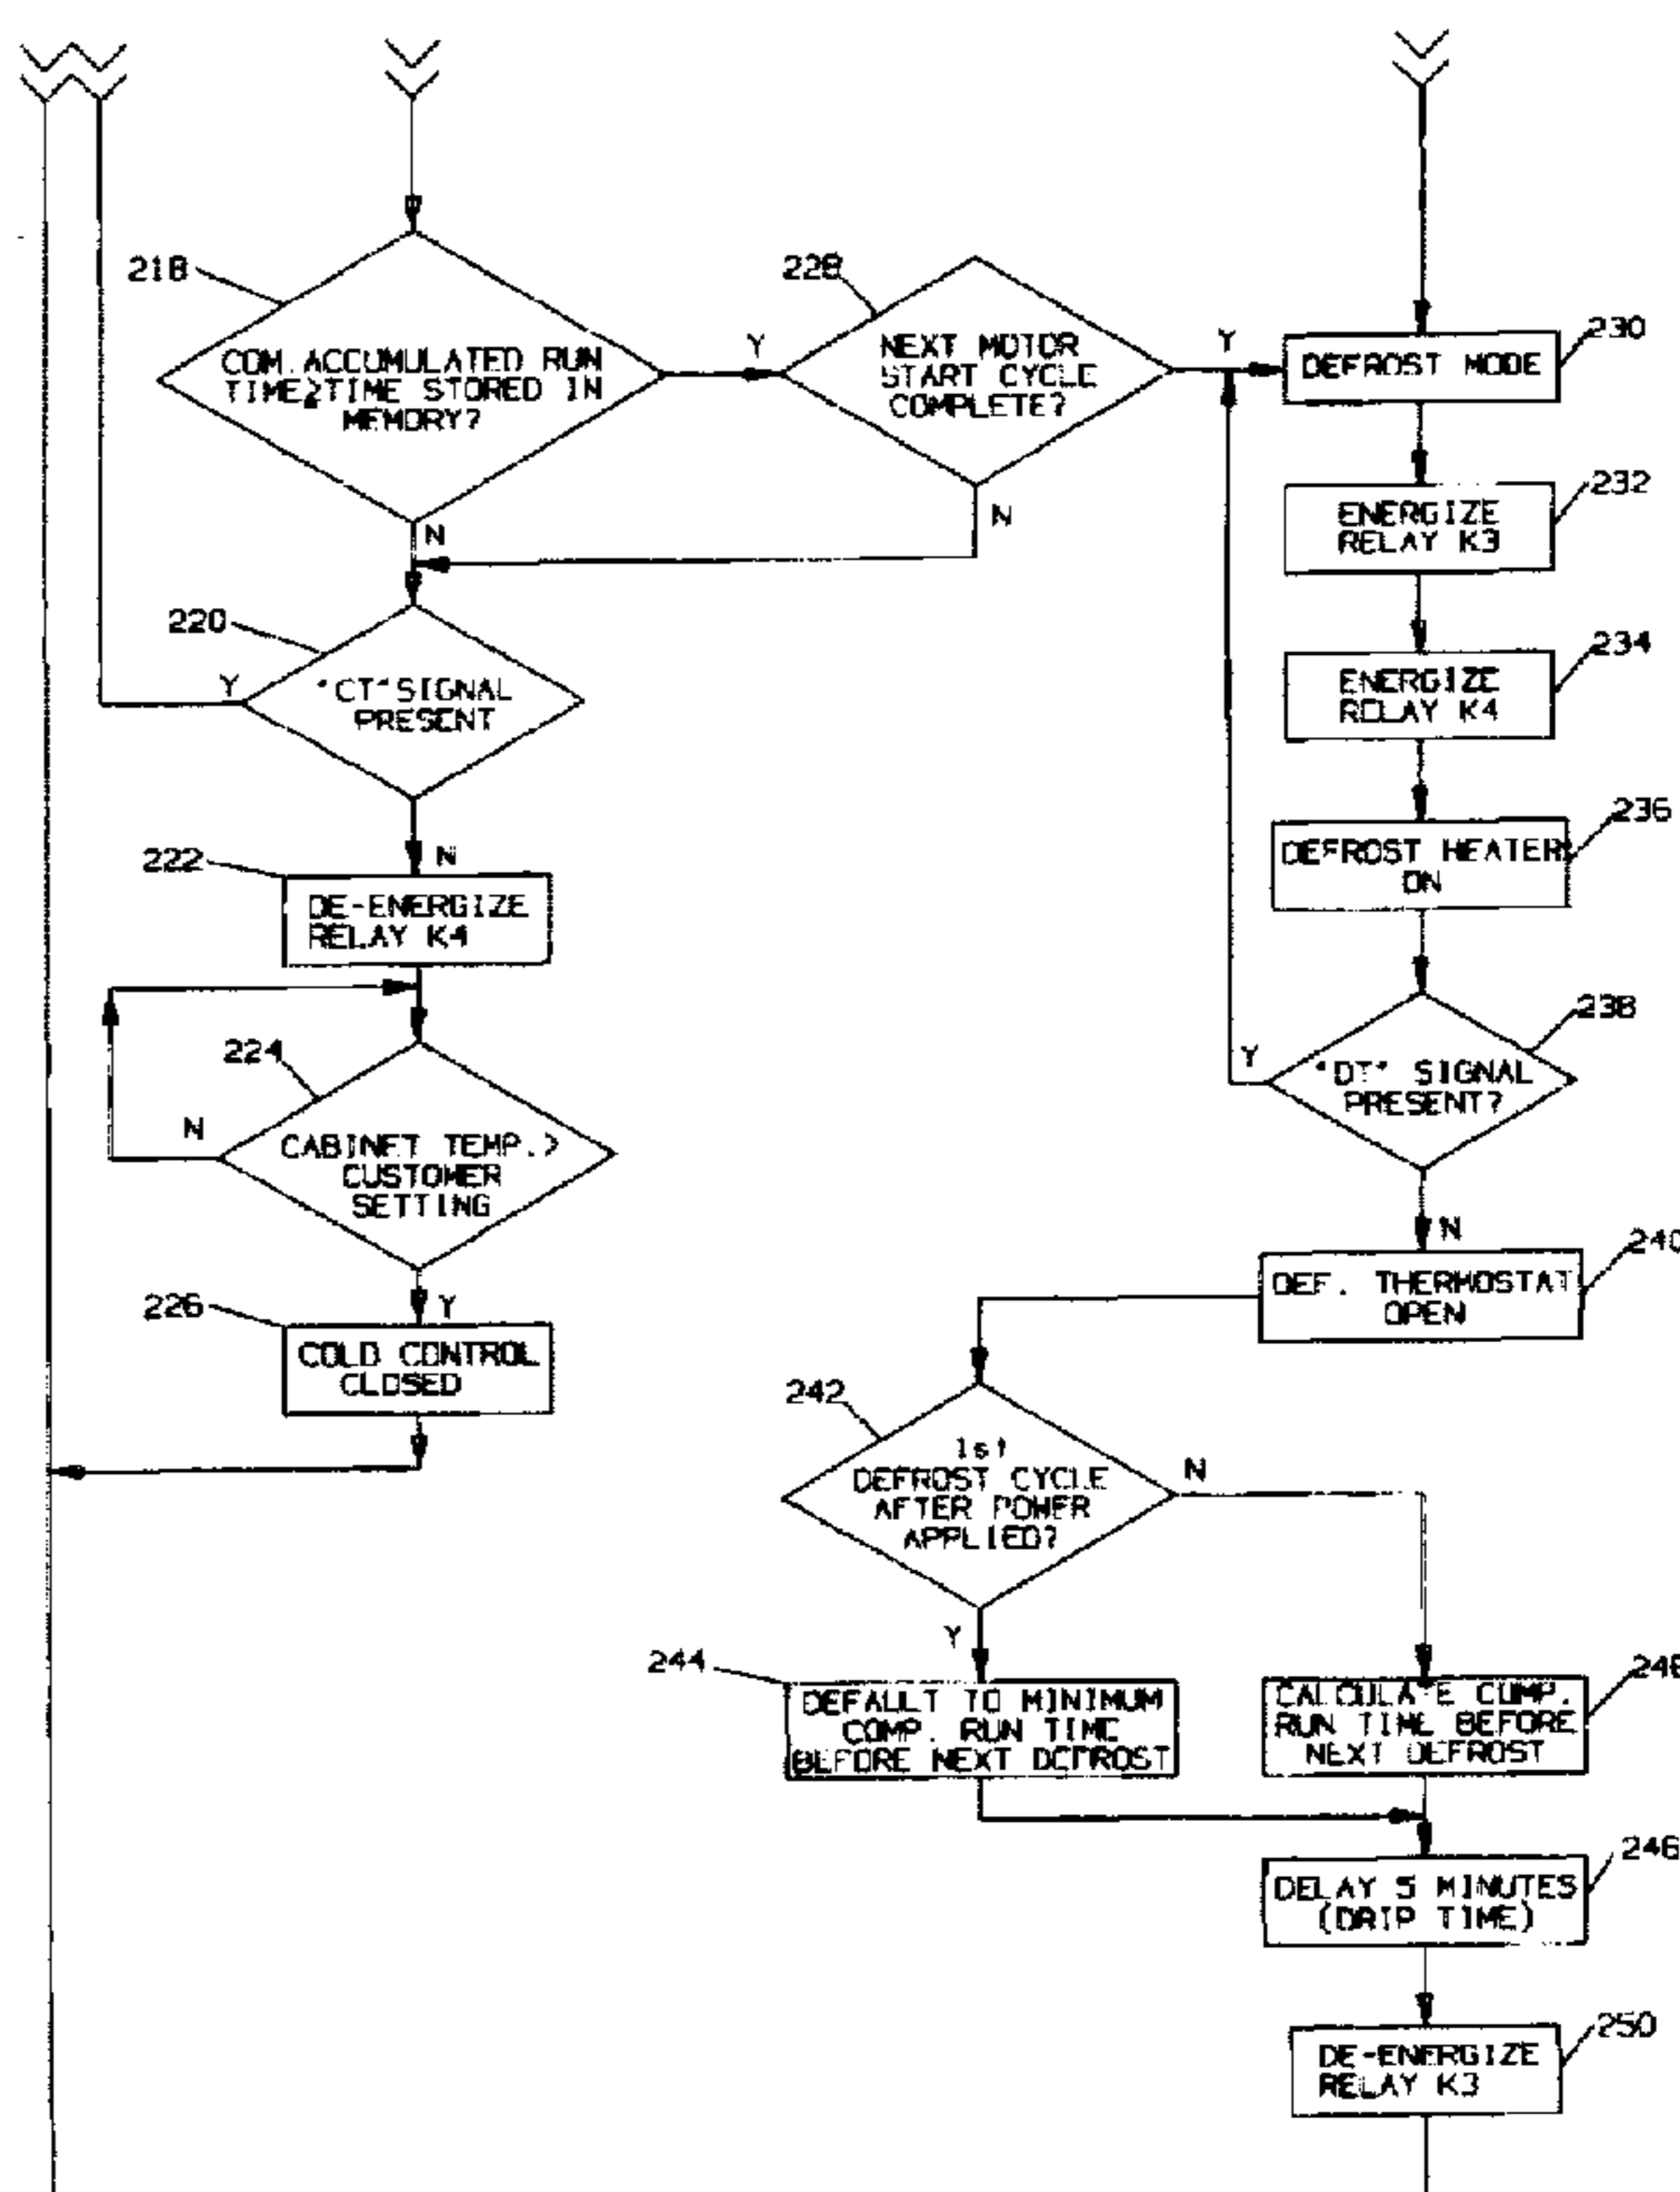 218
COM.ACCUMULATED RUN
TIME≥TIME STORED IN
MEMORY?
Y
N
228
NEXT MOTOR
START CYCLE
COMPLETE?
Y
N
230
DEFROST MODE
232
ENERGIZE
RELAY K3
220
"CT"SIGNAL
PRESENT
Y
N
234
ENERGIZE
RELAY K4
222
DE-ENERGIZE
RELAY K4
236
DEFROST HEATER
ON
224
CABINET TEMP.>
CUSTOMER
SETTING
N
Y
238
"DT" SIGNAL
PRESENT?
Y
N
240
DEF. THERMOSTAT
OPEN
226
COLD CONTROL
CLOSED
242
1st
DEFROST CYCLE
AFTER POWER
APPLIED?
N
Y
244
DEFAULT TO MINIMUM
COMP. RUN TIME
BEFORE NEXT DEFROST
CALCULATE COMP.
RUN TIME BEFORE
NEXT DEFROST
246
DELAY 5 MINUTES
(DRIP TIME)
250
DE-ENERGIZE
RELAY K3